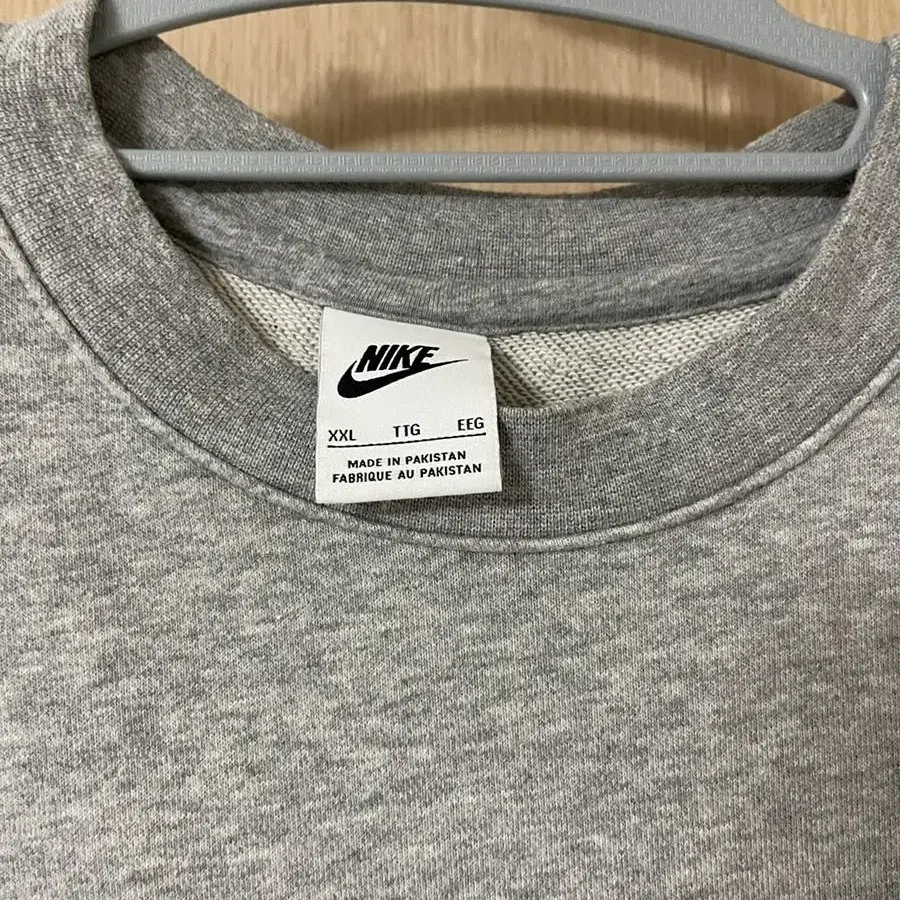 NIKE
XXL TTG EEG
MADE IN PAKISTAN
FABRIQUE AU PAKISTAN